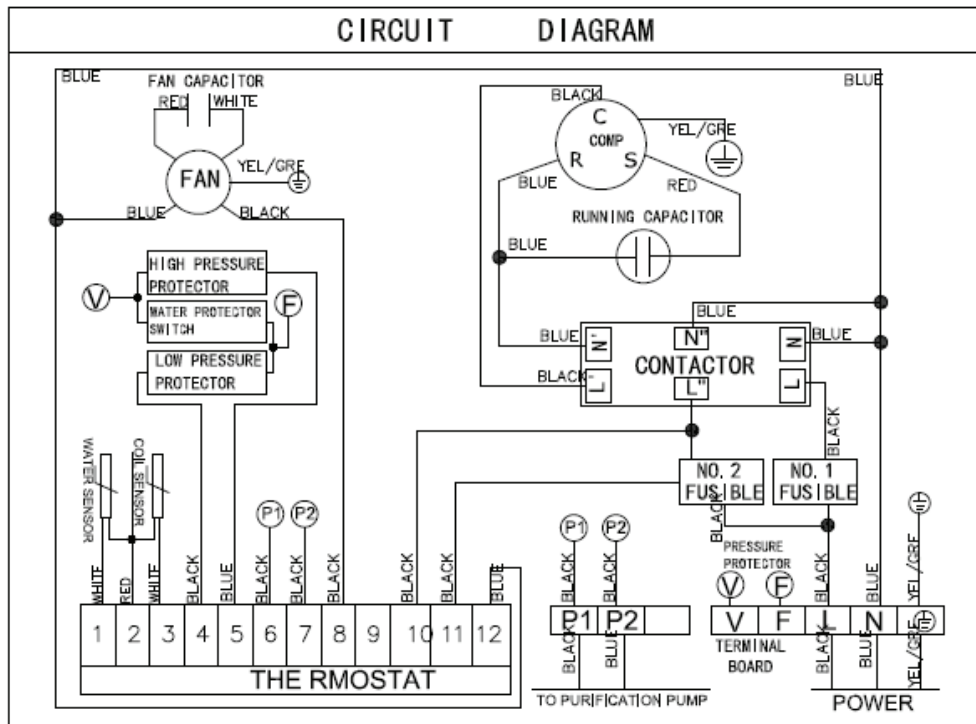 CIRCUIT DIAGRAM
BLUE
FAN CAPACITOR
RED
WHITE
FAN
YEL/GRE
BLUE
BLACK
HIGH PRESSURE
PROTECTOR
V
WATER PROTECTOR
SWITCH
F
LOW PRESSURE
PROTECTOR
BLACK
C
COMP
R
S
YEL/GRE
BLUE
RED
RUNNING CAPACITOR
BLUE
BLUE
BLUE
BLUE
N'
N"
N
BLUE
CONTACTOR
BLACK
L'
L"
L
BLACK
NO. 2
FUSIBLE
NO. 1
FUSIBLE
BLACK
WATER SENSOR
COIL SENSOR
WHITE
RED
WHITE
BLACK
BLUE
P1
BLACK
P2
BLACK
BLACK
BLACK
BLACK
BLUE
1 2 3 4 5 6 7 8 9 10 11 12
THE RMOSTAT
P1
P2
BLACK
BLACK
P1 P2
BLACK
BLUE
TO PURIFICATION PUMP
PRESSURE
PROTECTOR
V
F
BLACK
BLUE
YEL/GRE
V F L N
TERMINAL
BOARD
BLACK
BLUE
YEL/GRE
POWER